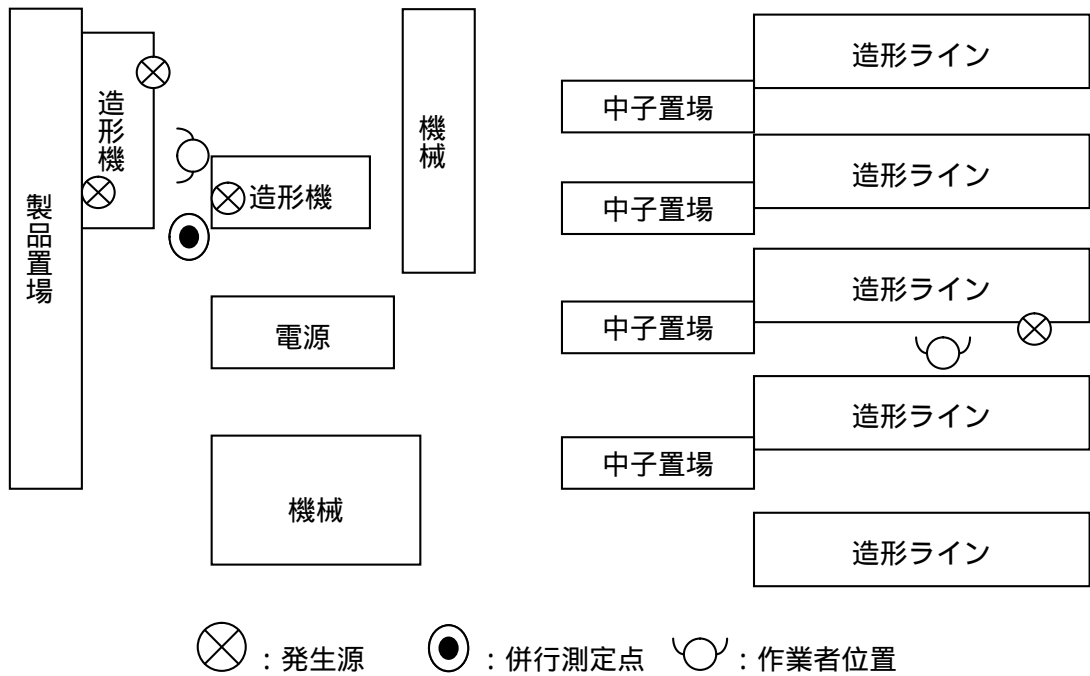 製品置場
造形機
造形機
機械
電源
機械
中子置場
中子置場
中子置場
中子置場
造形ライン
造形ライン
造形ライン
造形ライン
造形ライン
：発生源
：併行測定点
：作業者位置